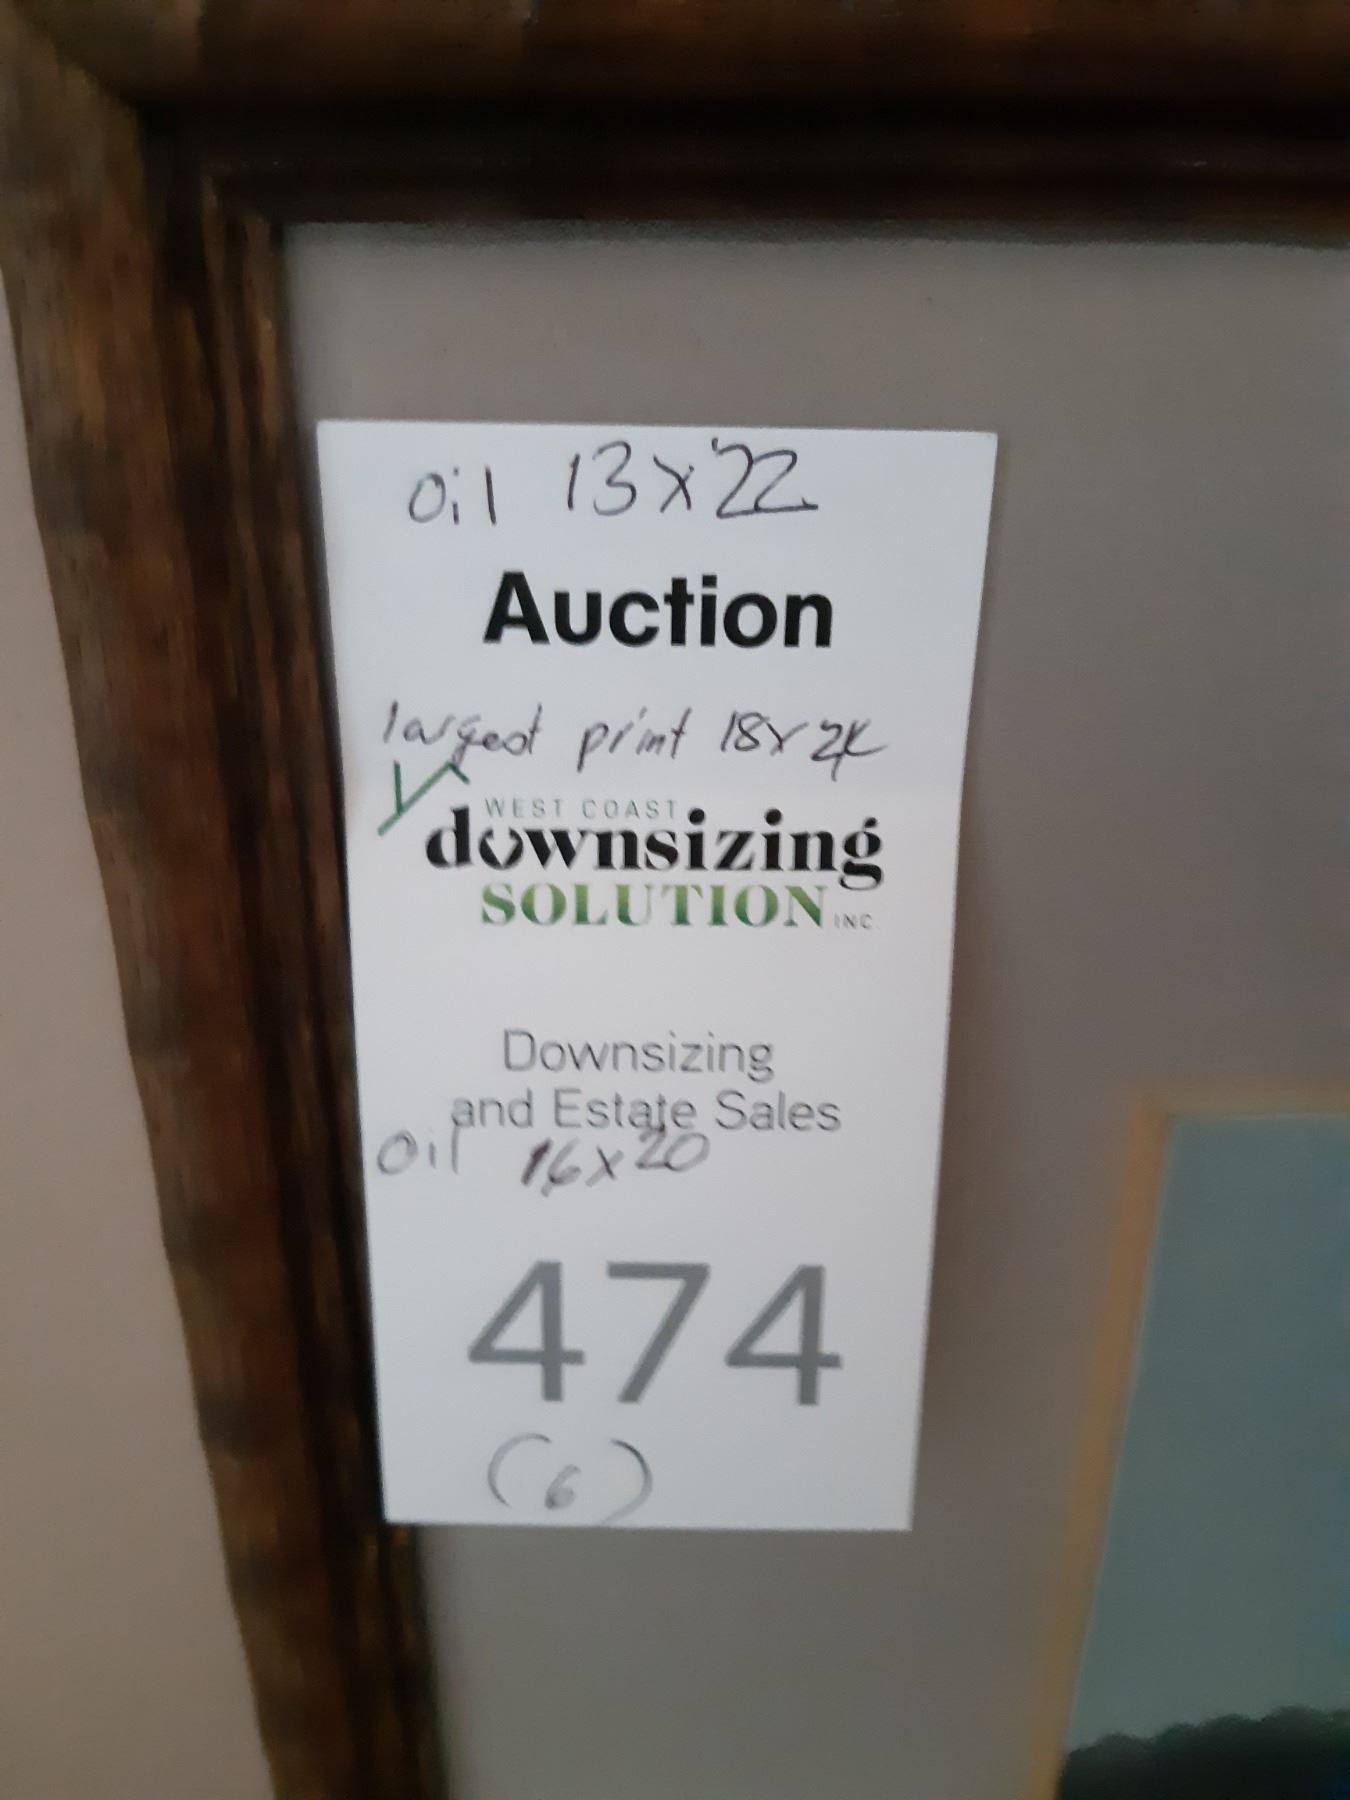 oil 13x22
Auction
largest print 18x24
WEST COAST
downsizing
SOLUTION INC.
Downsizing
and Estate Sales
oil 16x20
474
(6)